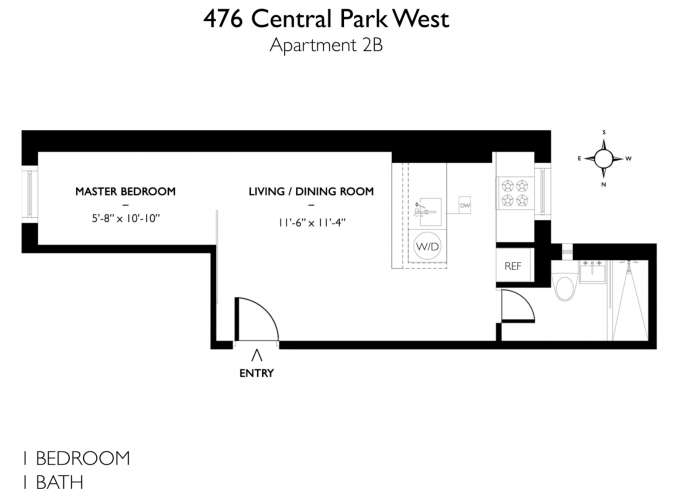 476 Central Park West
Apartment 2B
S
E W
N
MASTER BEDROOM
–
5'-8" x 10'-10"
LIVING / DINING ROOM
–
11'-6" x 11'-4"
DW
W/D
REF
ENTRY
1 BEDROOM
1 BATH